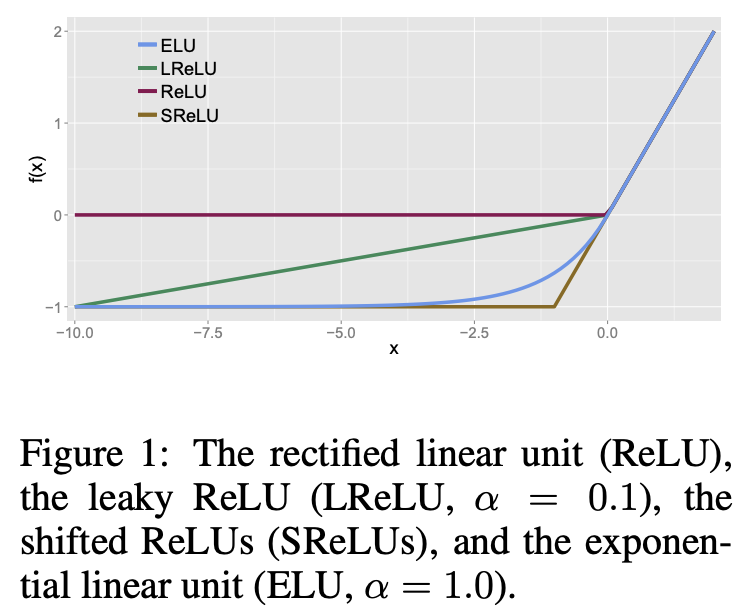 2
ELU
LReLU
ReLU
SReLU
1
f(x)
0
−1
−10.0 −7.5 −5.0 −2.5 0.0
x
Figure 1: The rectified linear unit (ReLU),
the leaky ReLU (LReLU, α = 0.1), the
shifted ReLUs (SReLUs), and the exponen-
tial linear unit (ELU, α = 1.0).